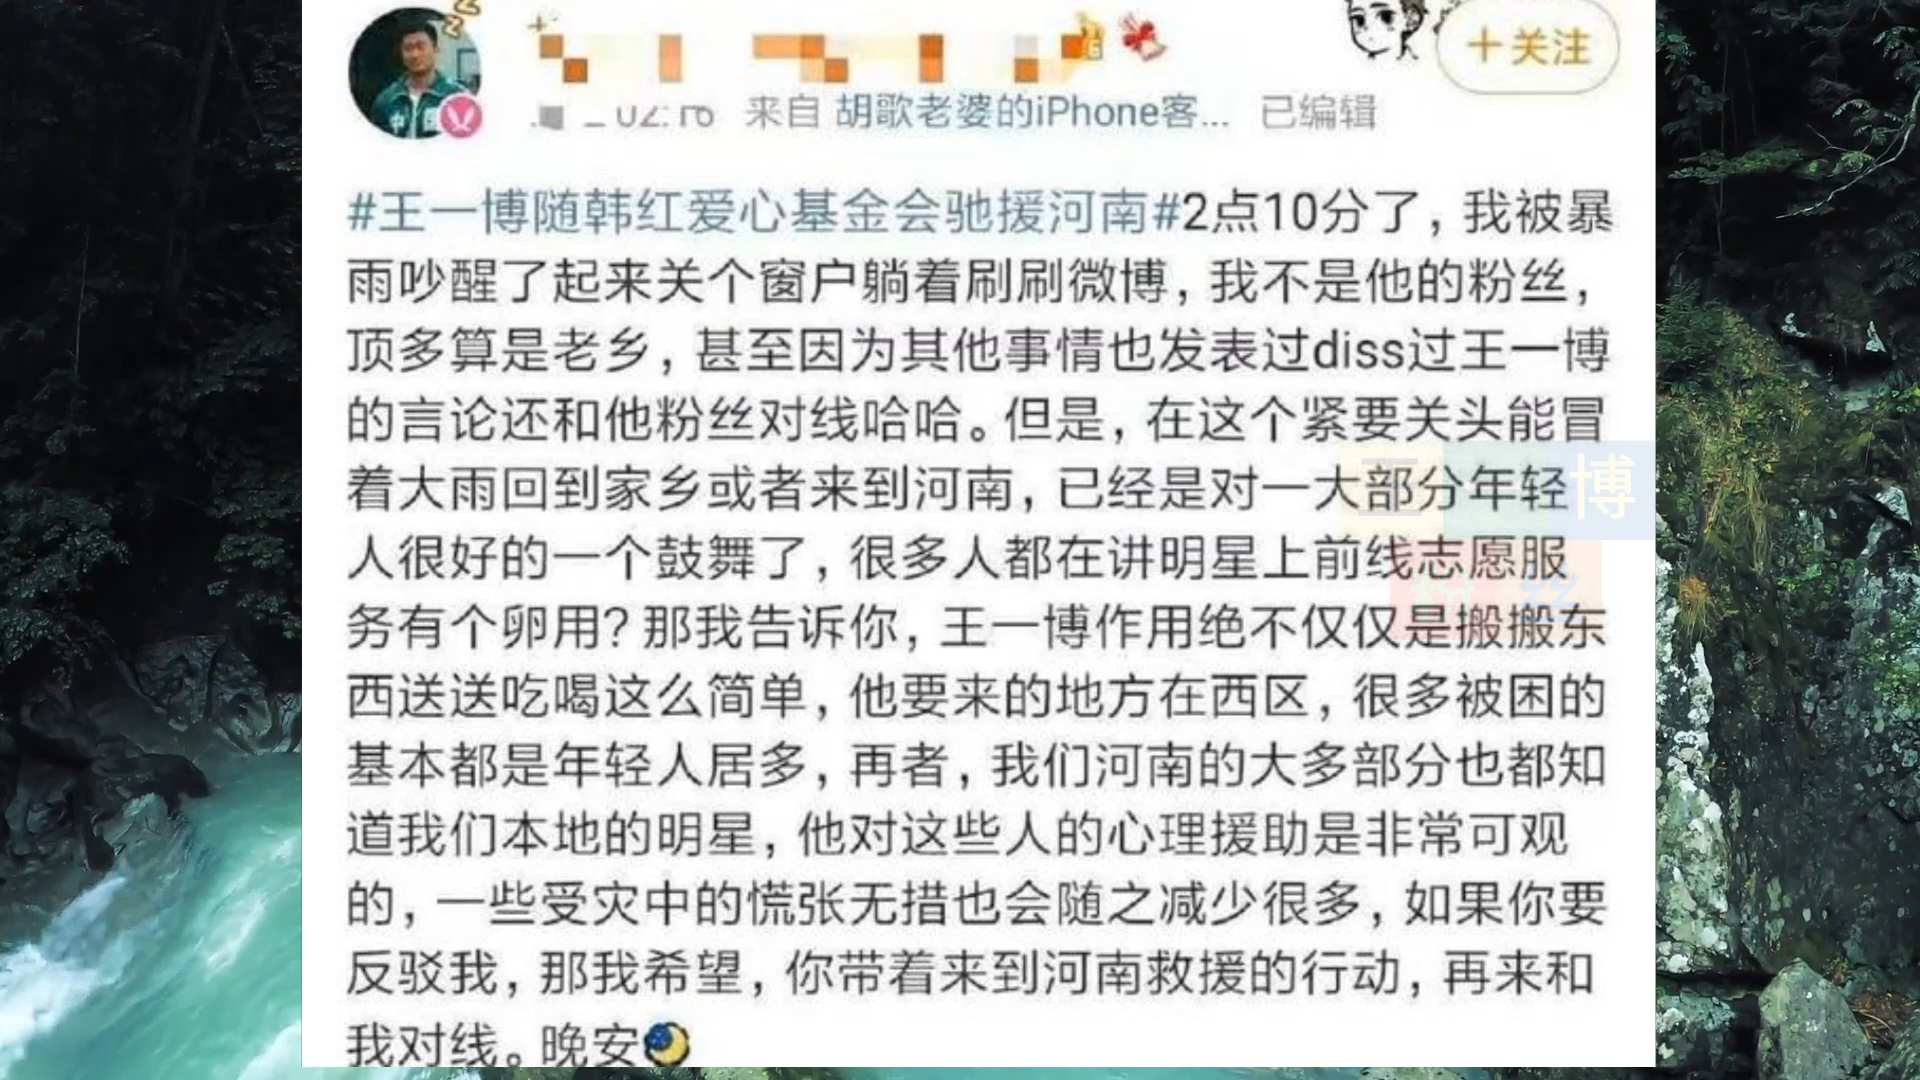 +关注
02:16 来自 胡歌老婆的iPhone客... 已编辑
#王一博随韩红爱心基金会驰援河南#2点10分了，我被暴
雨吵醒了起来关个窗户躺着刷刷微博，我不是他的粉丝，
顶多算是老乡，甚至因为其他事情也发表过diss过王一博
的言论还和他粉丝对线哈哈。但是，在这个紧要关头能冒
着大雨回到家乡或者来到河南，已经是对一大部分年轻
人很好的一个鼓舞了，很多人都在讲明星上前线志愿服
务有个卵用？那我告诉你，王一博作用绝不仅仅是搬搬东
西送送吃喝这么简单，他要来的地方在西区，很多被困的
基本都是年轻人居多，再者，我们河南的大多部分也都知
道我们本地的明星，他对这些人的心理援助是非常可观
的，一些受灾中的慌张无措也会随之减少很多，如果你要
反驳我，那我希望，你带着来到河南救援的行动，再来和
我对线。晚安
博